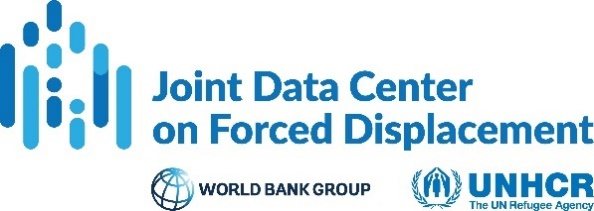 Joint Data Center
on Forced Displacement
WORLD BANK GROUP
UNHCR
The UN Refugee Agency